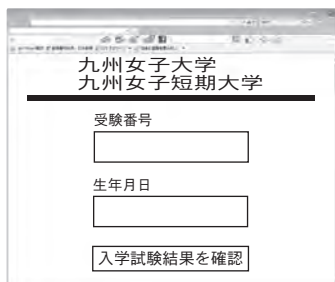 九州女子大学
九州女子短期大学
受験番号
生年月日
入学試験結果を確認